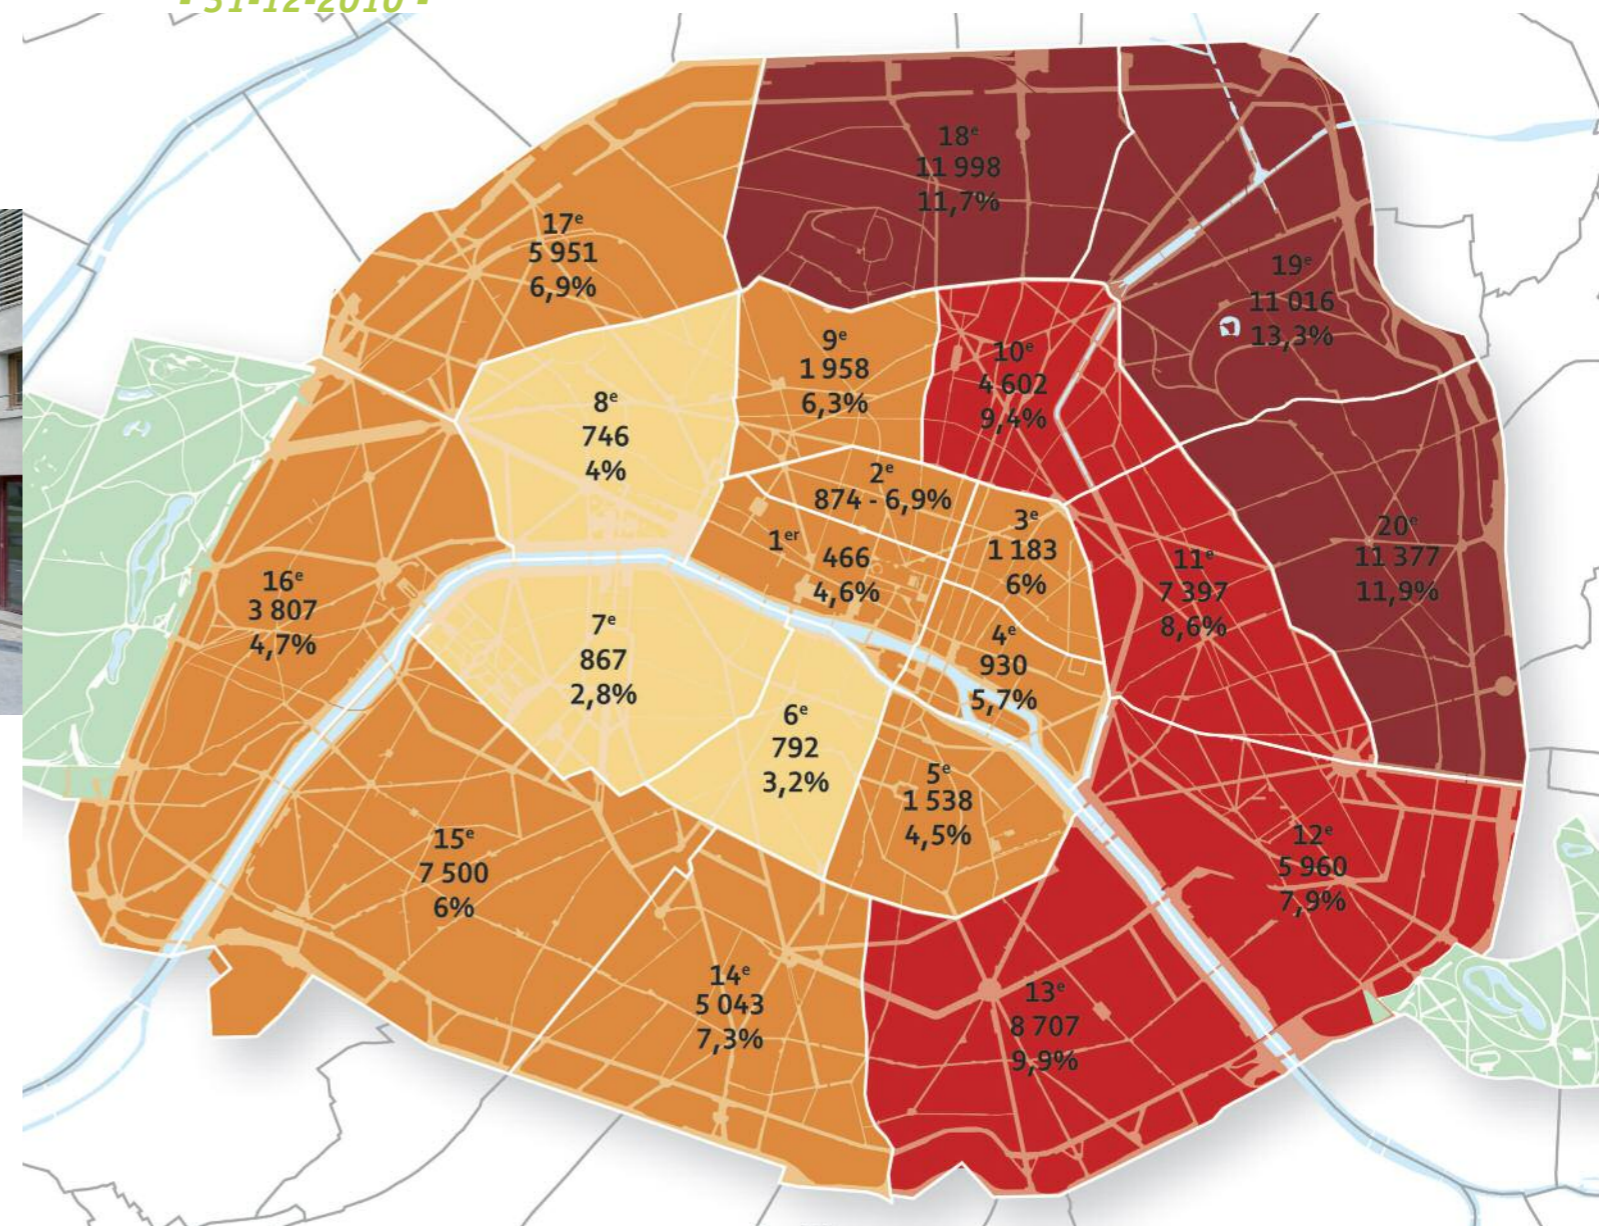 - 31-12-2010 -
18e
11 998
11,7%
17e
5 951
6,9%
19e
11 016
13,3%
9e
1 958
6,3%
10e
4 602
9,4%
8e
746
4%
2e
874 - 6,9%
1er
466
4,6%
3e
1 183
6%
20e
11 377
11,9%
11e
7 397
8,6%
16e
3 807
4,7%
7e
867
2,8%
4e
930
5,7%
6e
792
3,2%
5e
1 538
4,5%
15e
7 500
6%
12e
5 960
7,9%
14e
5 043
7,3%
13e
8 707
9,9%